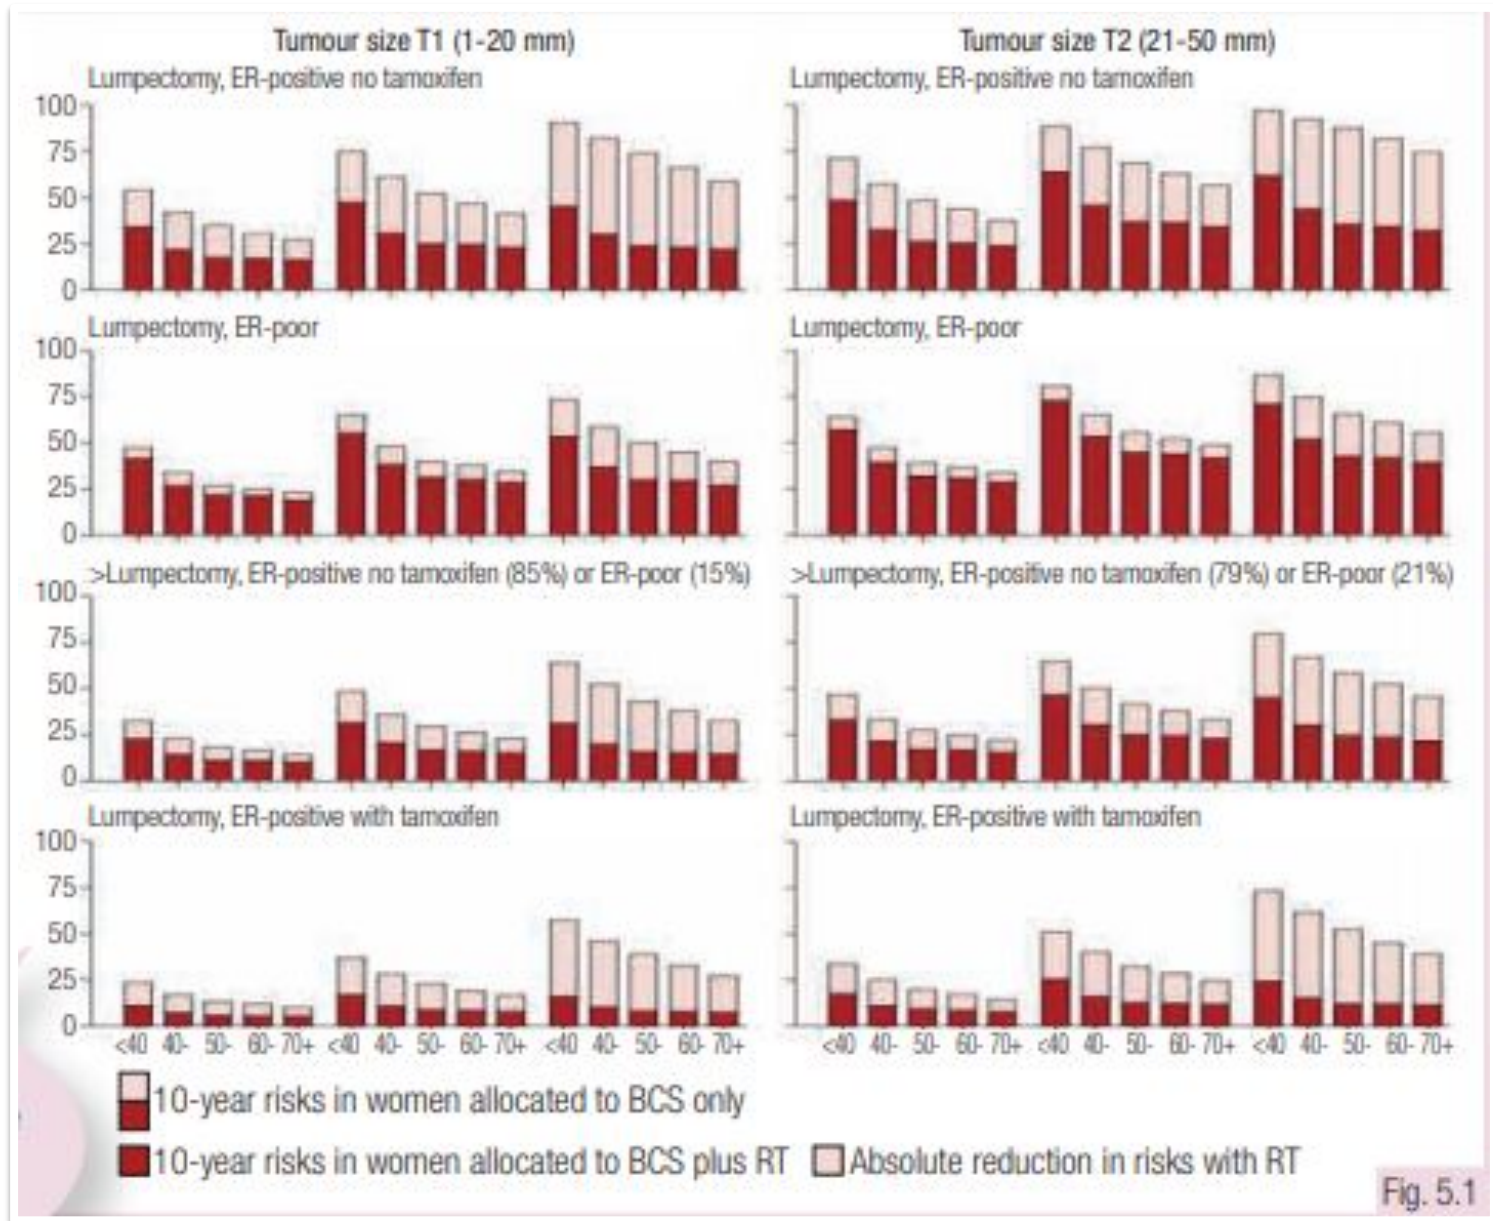 Tumour size T1 (1-20 mm)
Tumour size T2 (21-50 mm)
Lumpectomy, ER-positive no tamoxifen
Lumpectomy, ER-positive no tamoxifen
100
75
50
25
0
Lumpectomy, ER-poor
Lumpectomy, ER-poor
100
75
50
25
0
>Lumpectomy, ER-positive no tamoxifen (85%) or ER-poor (15%)
>Lumpectomy, ER-positive no tamoxifen (79%) or ER-poor (21%)
100
75
50
25
0
Lumpectomy, ER-positive with tamoxifen
Lumpectomy, ER-positive with tamoxifen
100
75
50
25
0
<40 40- 50- 60- 70+ <40 40- 50- 60- 70+ <40 40- 50- 60- 70+
<40 40- 50- 60- 70+ <40 40- 50- 60- 70+ <40 40- 50- 60- 70+
10-year risks in women allocated to BCS only
10-year risks in women allocated to BCS plus RT
Absolute reduction in risks with RT
Fig. 5.1